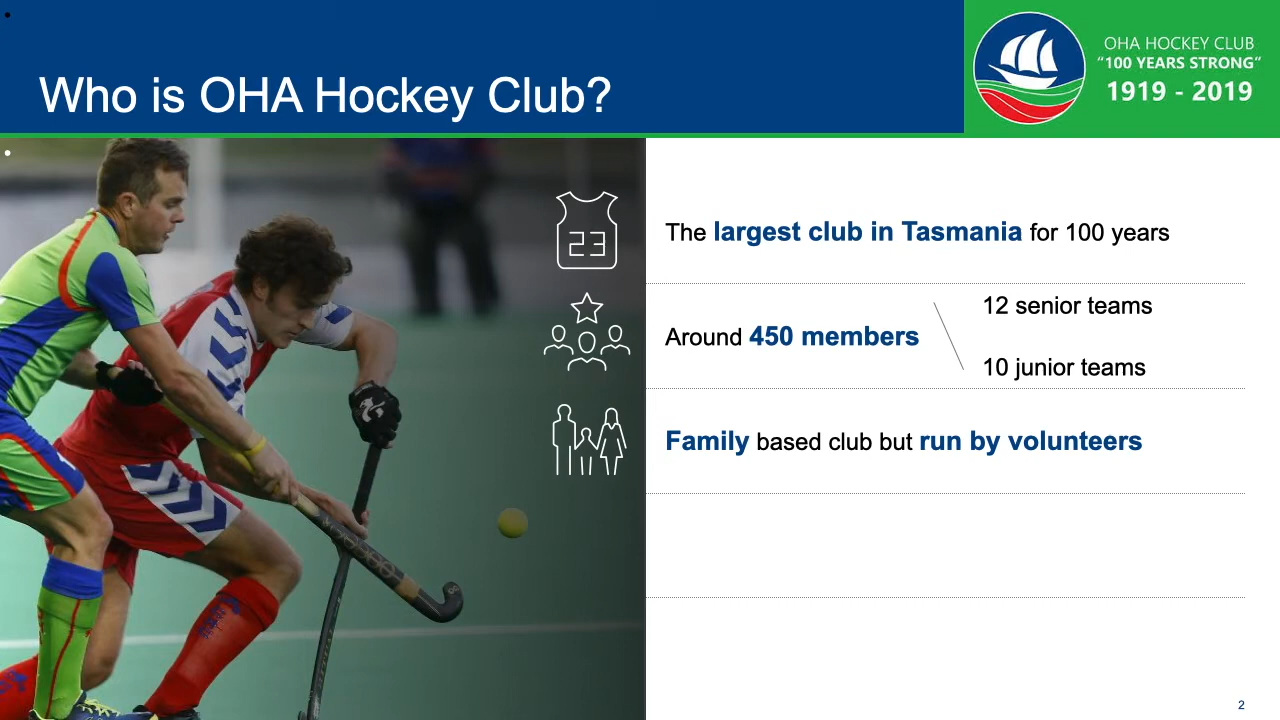 Who is OHA Hockey Club?
OHA HOCKEY CLUB
“100 YEARS STRONG”
1919 - 2019
23
The largest club in Tasmania for 100 years
Around 450 members
12 senior teams
10 junior teams
Family based club but run by volunteers
2